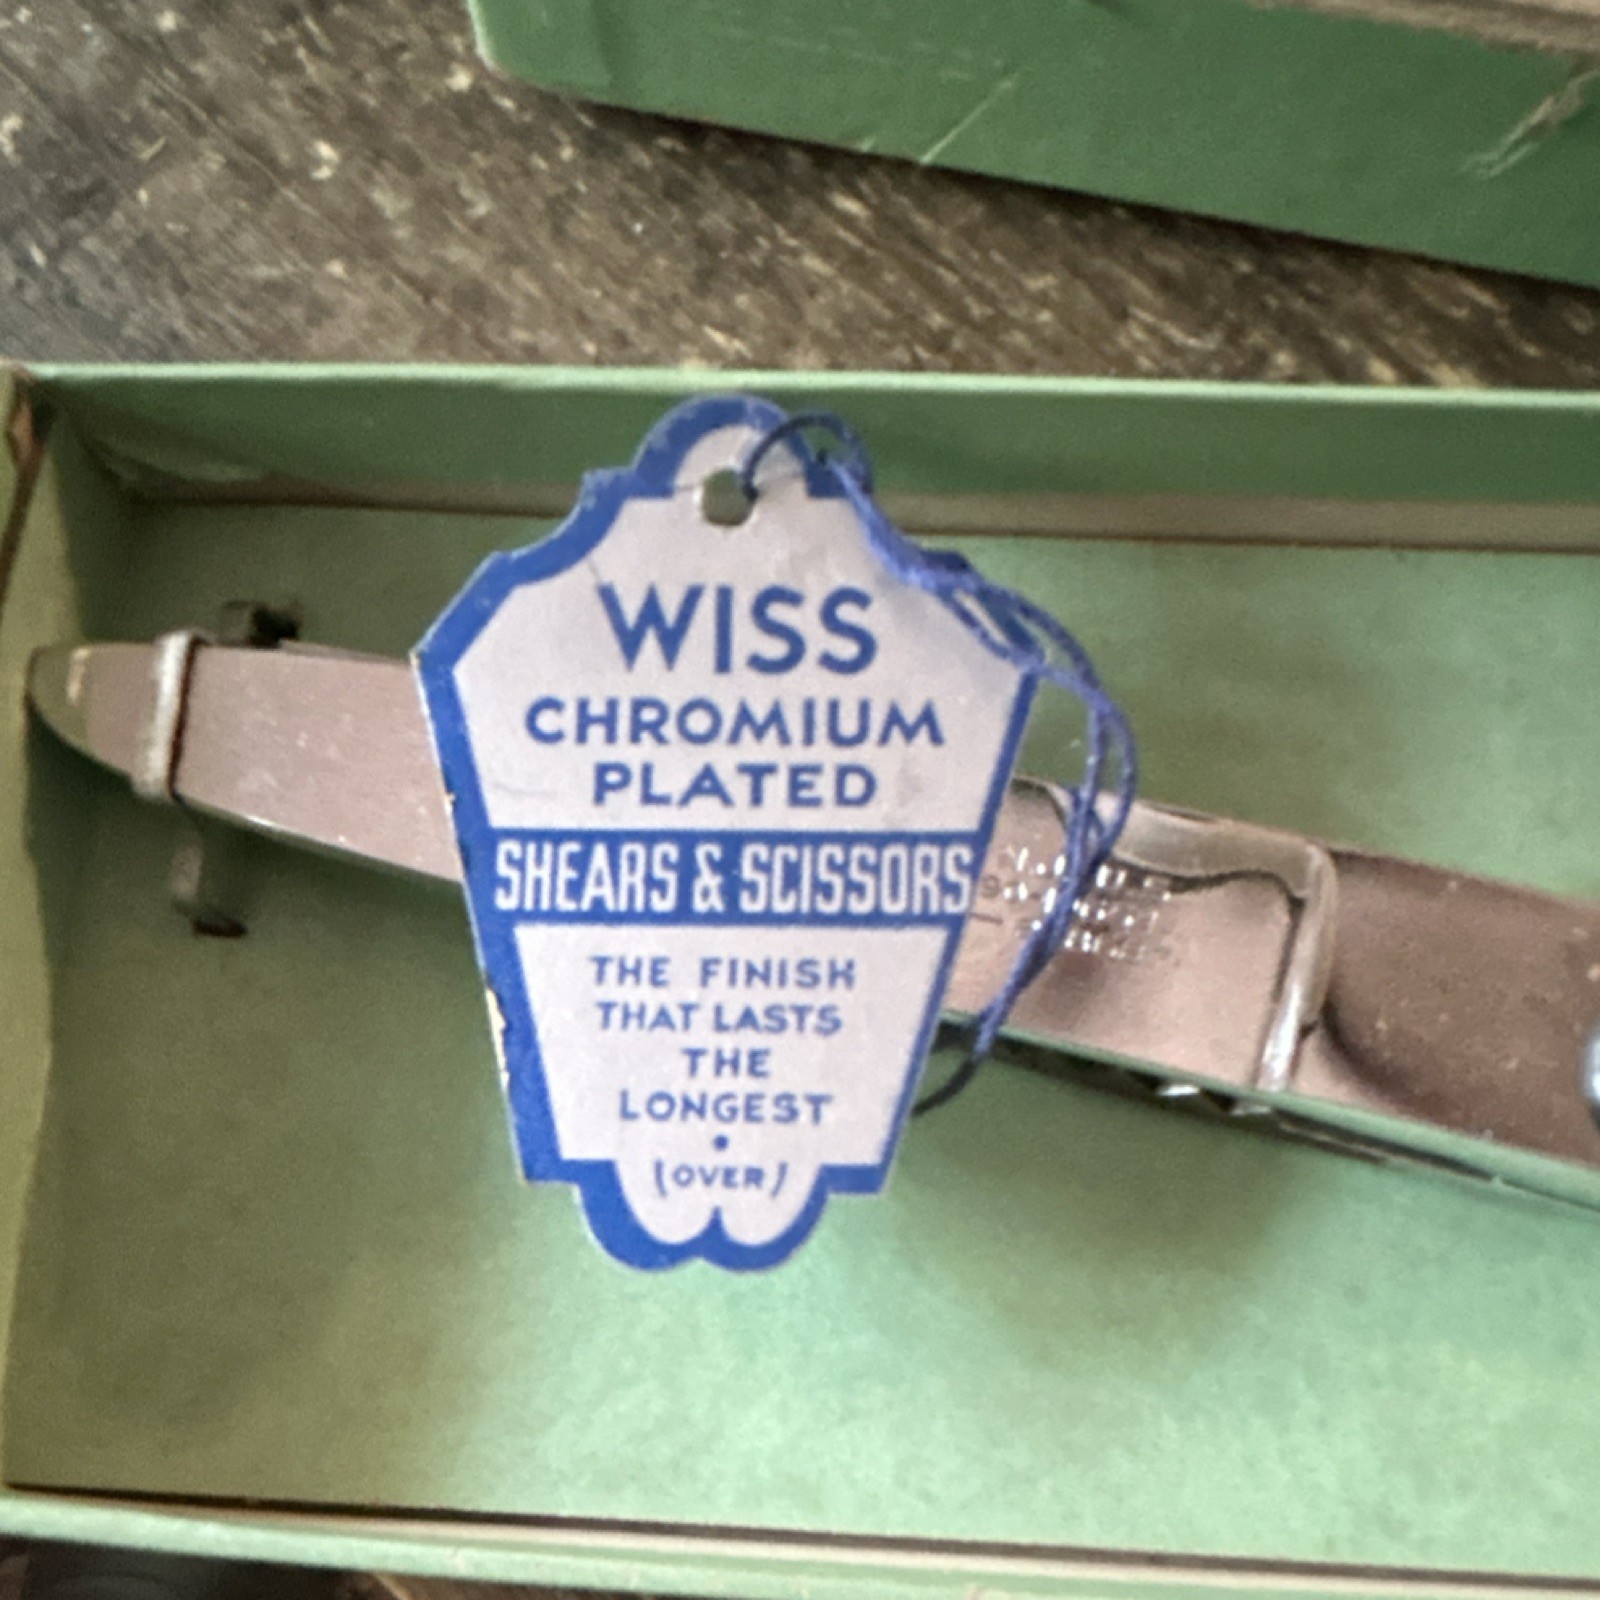 WISS
CHROMIUM
PLATED
SHEARS & SCISSORS
THE FINISH
THAT LASTS
THE
LONGEST
(OVER)